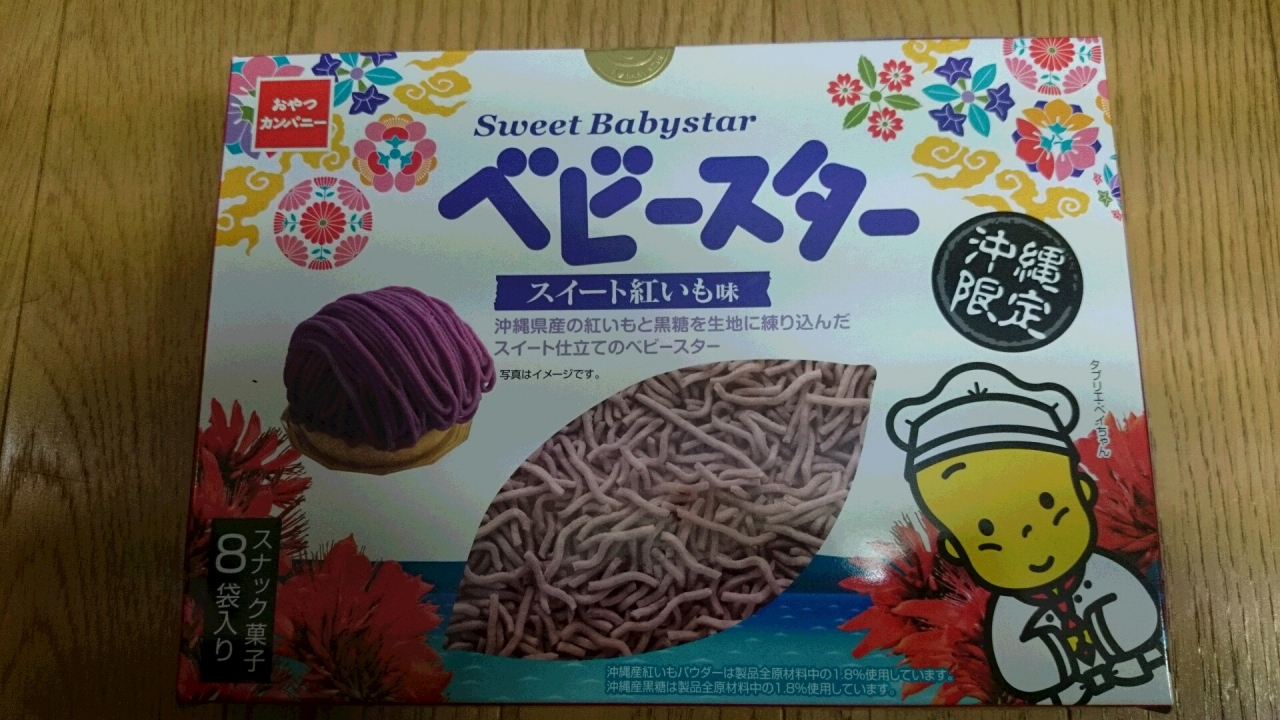 おやつ
カンパニー
Sweet Babystar
ベビースター
スイート紅いも味
沖縄県産の紅いもと黒糖を生地に練り込んだ
スイート仕立てのベビースター
写真はイメージです。
沖縄
限定
タブリエ・ベイちゃん
スナック菓子
8袋入り
沖縄産紅いもパウダーは製品全原材料中の1.8%使用しています。
沖縄産黒糖は製品全原材料中の1.8%使用しています。